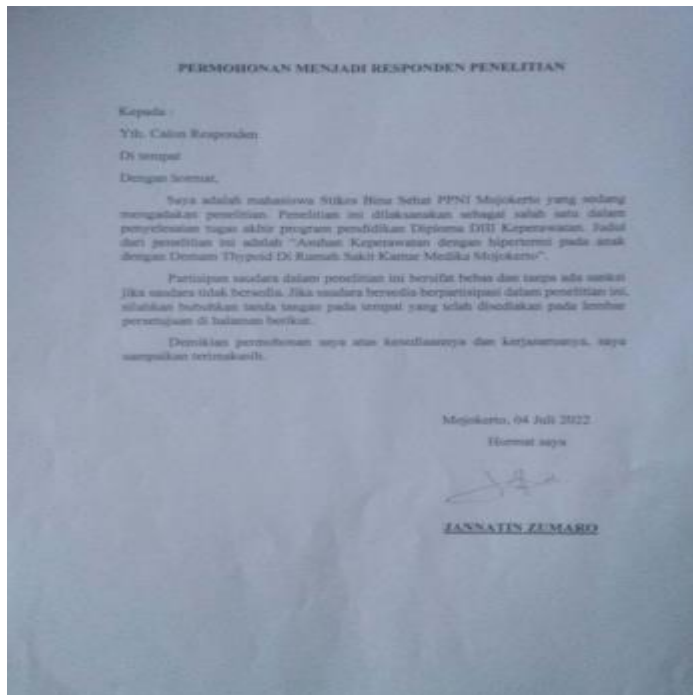 PERMOHONAN MENJADI RESPONDEN PENELITIAN
Kepada :
Yth. Calon Responden
Di tempat
Dengan hormat,
Saya adalah mahasiswa Stikes Bina Sehat PPNI Mojokerto yang sedang
mengadakan penelitian. Penelitian ini dilaksanakan sebagai salah satu dalam
penyelesaian tugas akhir program pendidikan Diploma DIII Keperawatan. Judul
dari penelitian ini adalah "Asuhan Keperawatan dengan hipertermi pada anak
dengan Demam Thypoid Di Rumah Sakit Kamar Medika Mojokerto".
Partisipan saudara dalam penelitian ini bersifat bebas dan tanpa ada sanksi
jika saudara tidak bersedia. Jika saudara bersedia berpartisipasi dalam penelitian ini,
silahkan bubuhkan tanda tangan pada tempat yang telah disediakan pada lembar
persetujuan di halaman berikut.
Demikian permohonan saya atas kesediaannya dan kerjasamanya, saya
sampaikan terimakasih.
Mojokerto, 04 Juli 2022
Hormat saya
JANNATIN ZUMARO